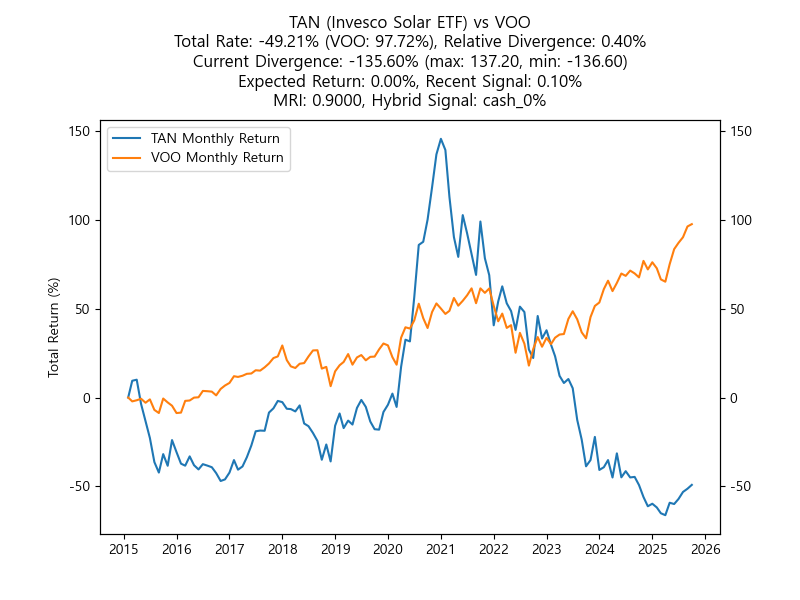 TAN (Invesco Solar ETF) vs VOO
Total Rate: -49.21% (VOO: 97.72%), Relative Divergence: 0.40%
Current Divergence: -135.60% (max: 137.20, min: -136.60)
Expected Return: 0.00%, Recent Signal: 0.10%
MRI: 0.9000, Hybrid Signal: cash_0%
TAN Monthly Return
VOO Monthly Return
Total Return (%)
150
100
50
0
-50
150
100
50
0
-50
2015 2016 2017 2018 2019 2020 2021 2022 2023 2024 2025 2026